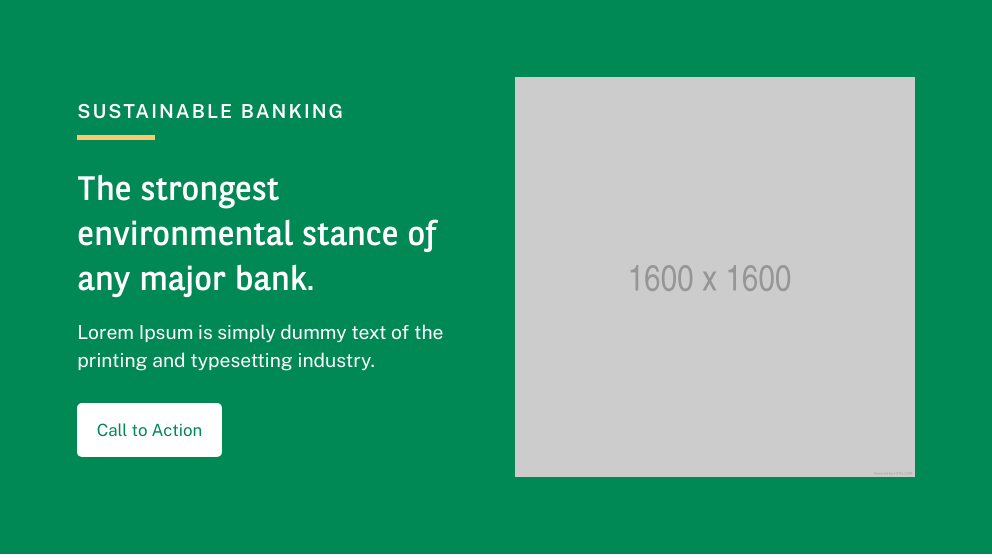 SUSTAINABLE BANKING
The strongest
environmental stance of
any major bank.
Lorem Ipsum is simply dummy text of the
printing and typesetting industry.
Call to Action
1600 x 1600